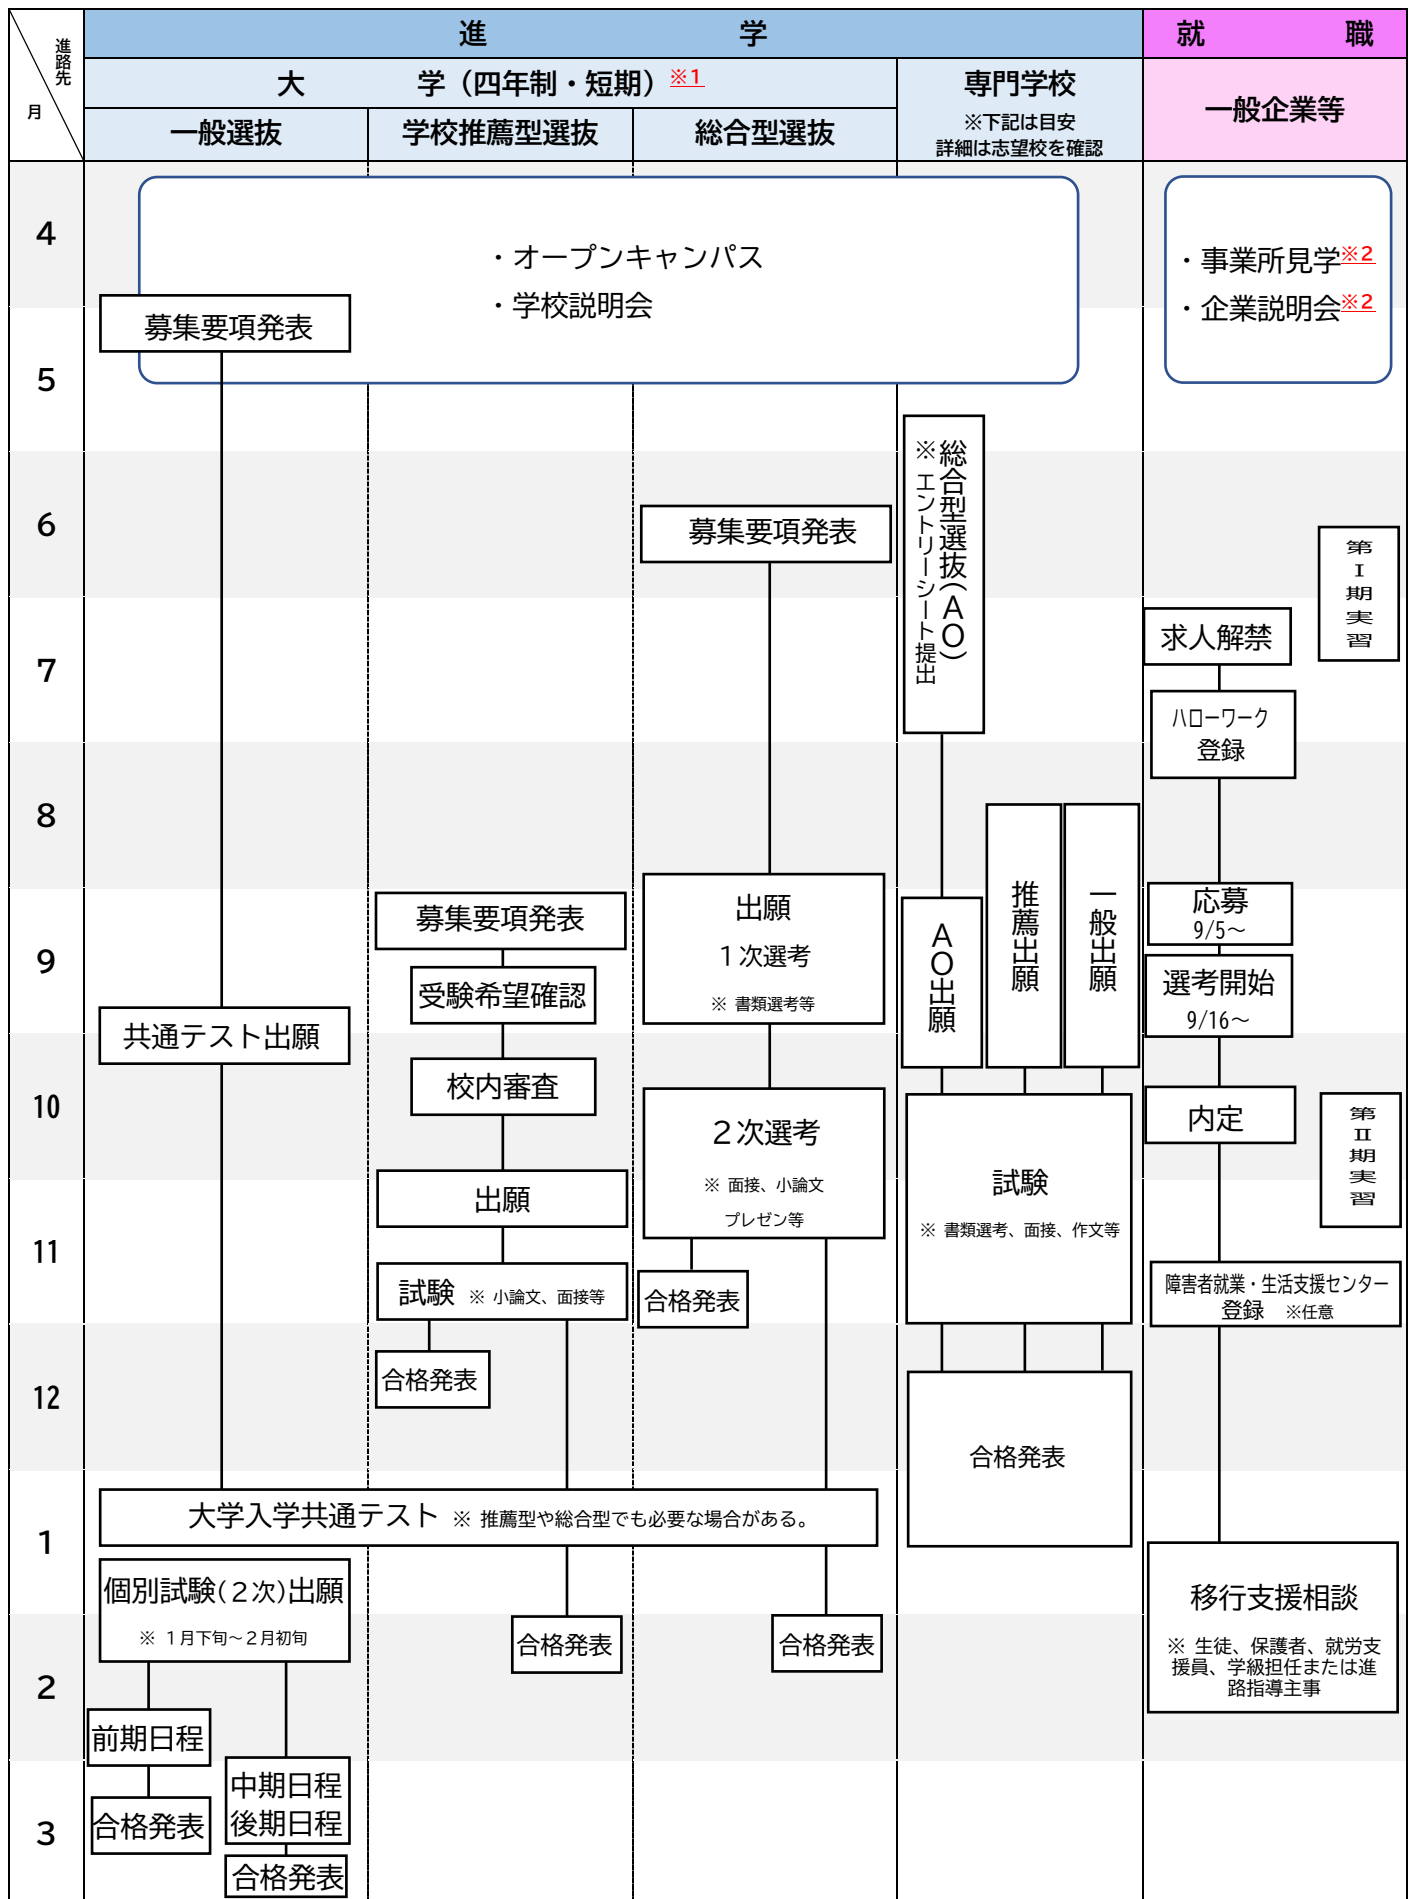 進路先
月
進　　　学
就　　　職
大　　　学（四年制・短期）※1
専門学校
※下記は目安
詳細は志望校を確認
一般企業等
一般選抜
学校推薦型選抜
総合型選抜
4
・オープンキャンパス
・学校説明会
・事業所見学※2
・企業説明会※2
募集要項発表
5
総合型選抜(AO)
※ エントリーシート提出
6
募集要項発表
第Ⅰ期実習
求人解禁
7
ハローワーク
登録
8
推薦出願
一般出願
出願
１次選考
※ 書類選考等
募集要項発表
AO出願
応募
9/5～
9
受験希望確認
選考開始
9/16～
共通テスト出願
校内審査
10
２次選考
※ 面接、小論文
プレゼン等
内定
第Ⅱ期実習
試験
※ 書類選考、面接、作文等
出願
11
試験 ※ 小論文、面接等
合格発表
障害者就業・生活支援センター
登録　※任意
合格発表
12
合格発表
大学入学共通テスト ※ 推薦型や総合型でも必要な場合がある。
1
個別試験(２次)出願
※ １月下旬～２月初旬
移行支援相談
※ 生徒、保護者、就労支
援員、学級担任または進
路指導主事
合格発表
合格発表
2
前期日程
中期日程
後期日程
合格発表
3
合格発表